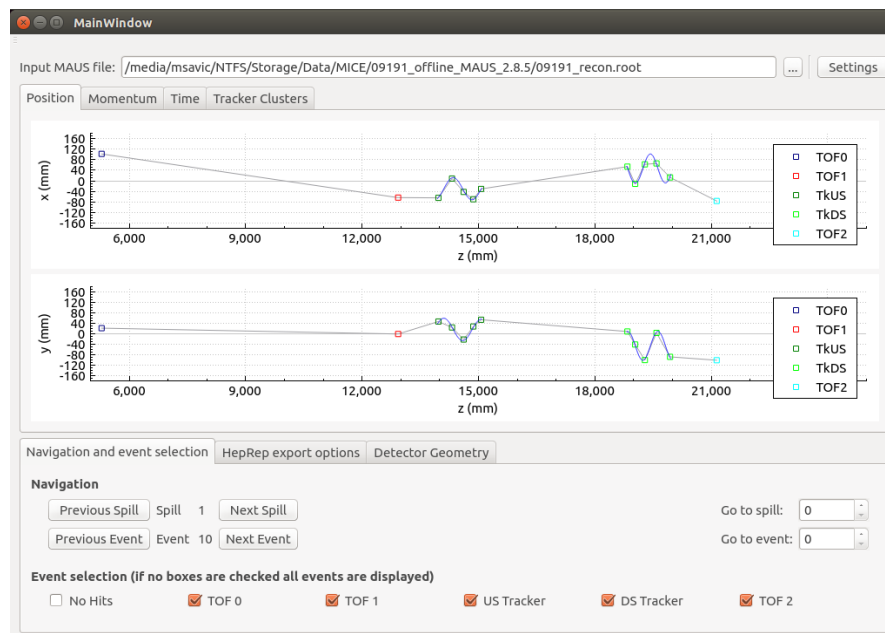 MainWindow
Input MAUS file: /media/msavic/NTFS/Storage/Data/MICE/09191_offline_MAUS_2.8.5/09191_recon.root ... Settings
Position Momentum Time Tracker Clusters
160
120
80
40
0
-40
-80
-120
-160
x (mm)
6,000 9,000 12,000 15,000 18,000 21,000
z (mm)
TOF0
TOF1
TkUS
TkDS
TOF2
160
120
80
40
0
-40
-80
-120
-160
y (mm)
6,000 9,000 12,000 15,000 18,000 21,000
z (mm)
TOF0
TOF1
TkUS
TkDS
TOF2
Navigation and event selection HepRep export options Detector Geometry
Navigation
Previous Spill Spill 1 Next Spill Go to spill: 0
Previous Event Event 10 Next Event Go to event: 0
Event selection (if no boxes are checked all events are displayed)
No Hits TOF 0 TOF 1 US Tracker DS Tracker TOF 2